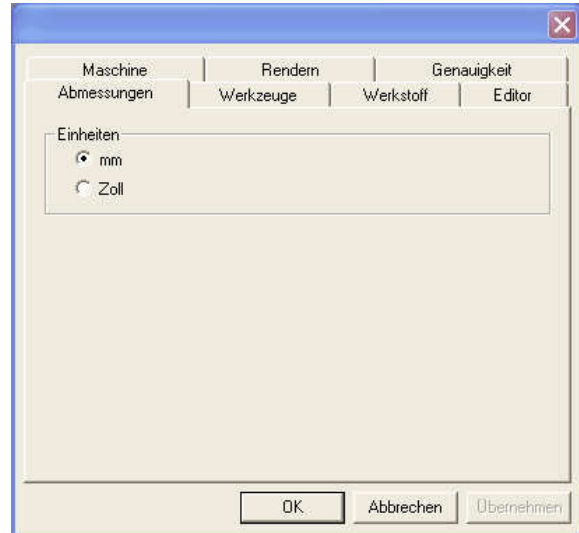 Maschine Rendern Genauigkeit
Abmessungen Werkzeuge Werkstoff Editor
Einheiten
mm
Zoll
OK Abbrechen Übernehmen